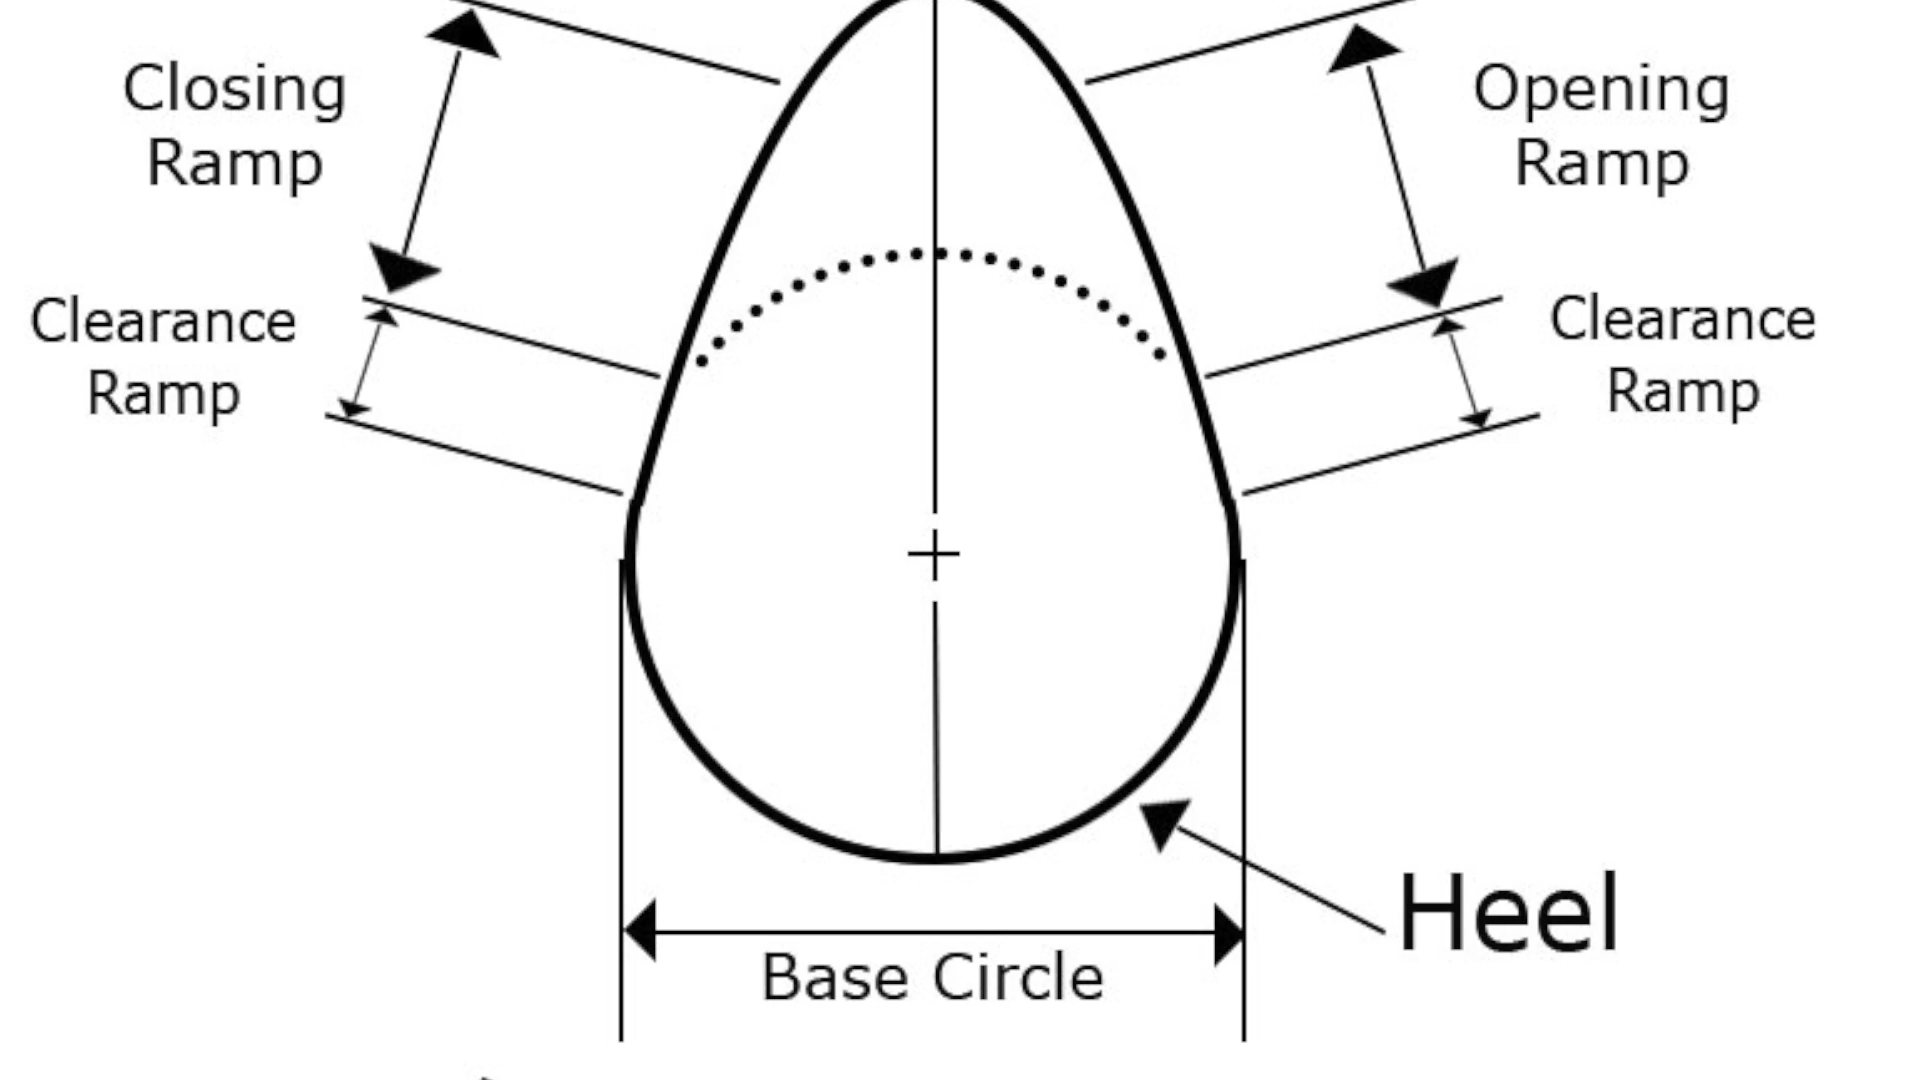 Closing
Ramp
Opening
Ramp
Clearance
Ramp
Clearance
Ramp
Heel
Base Circle